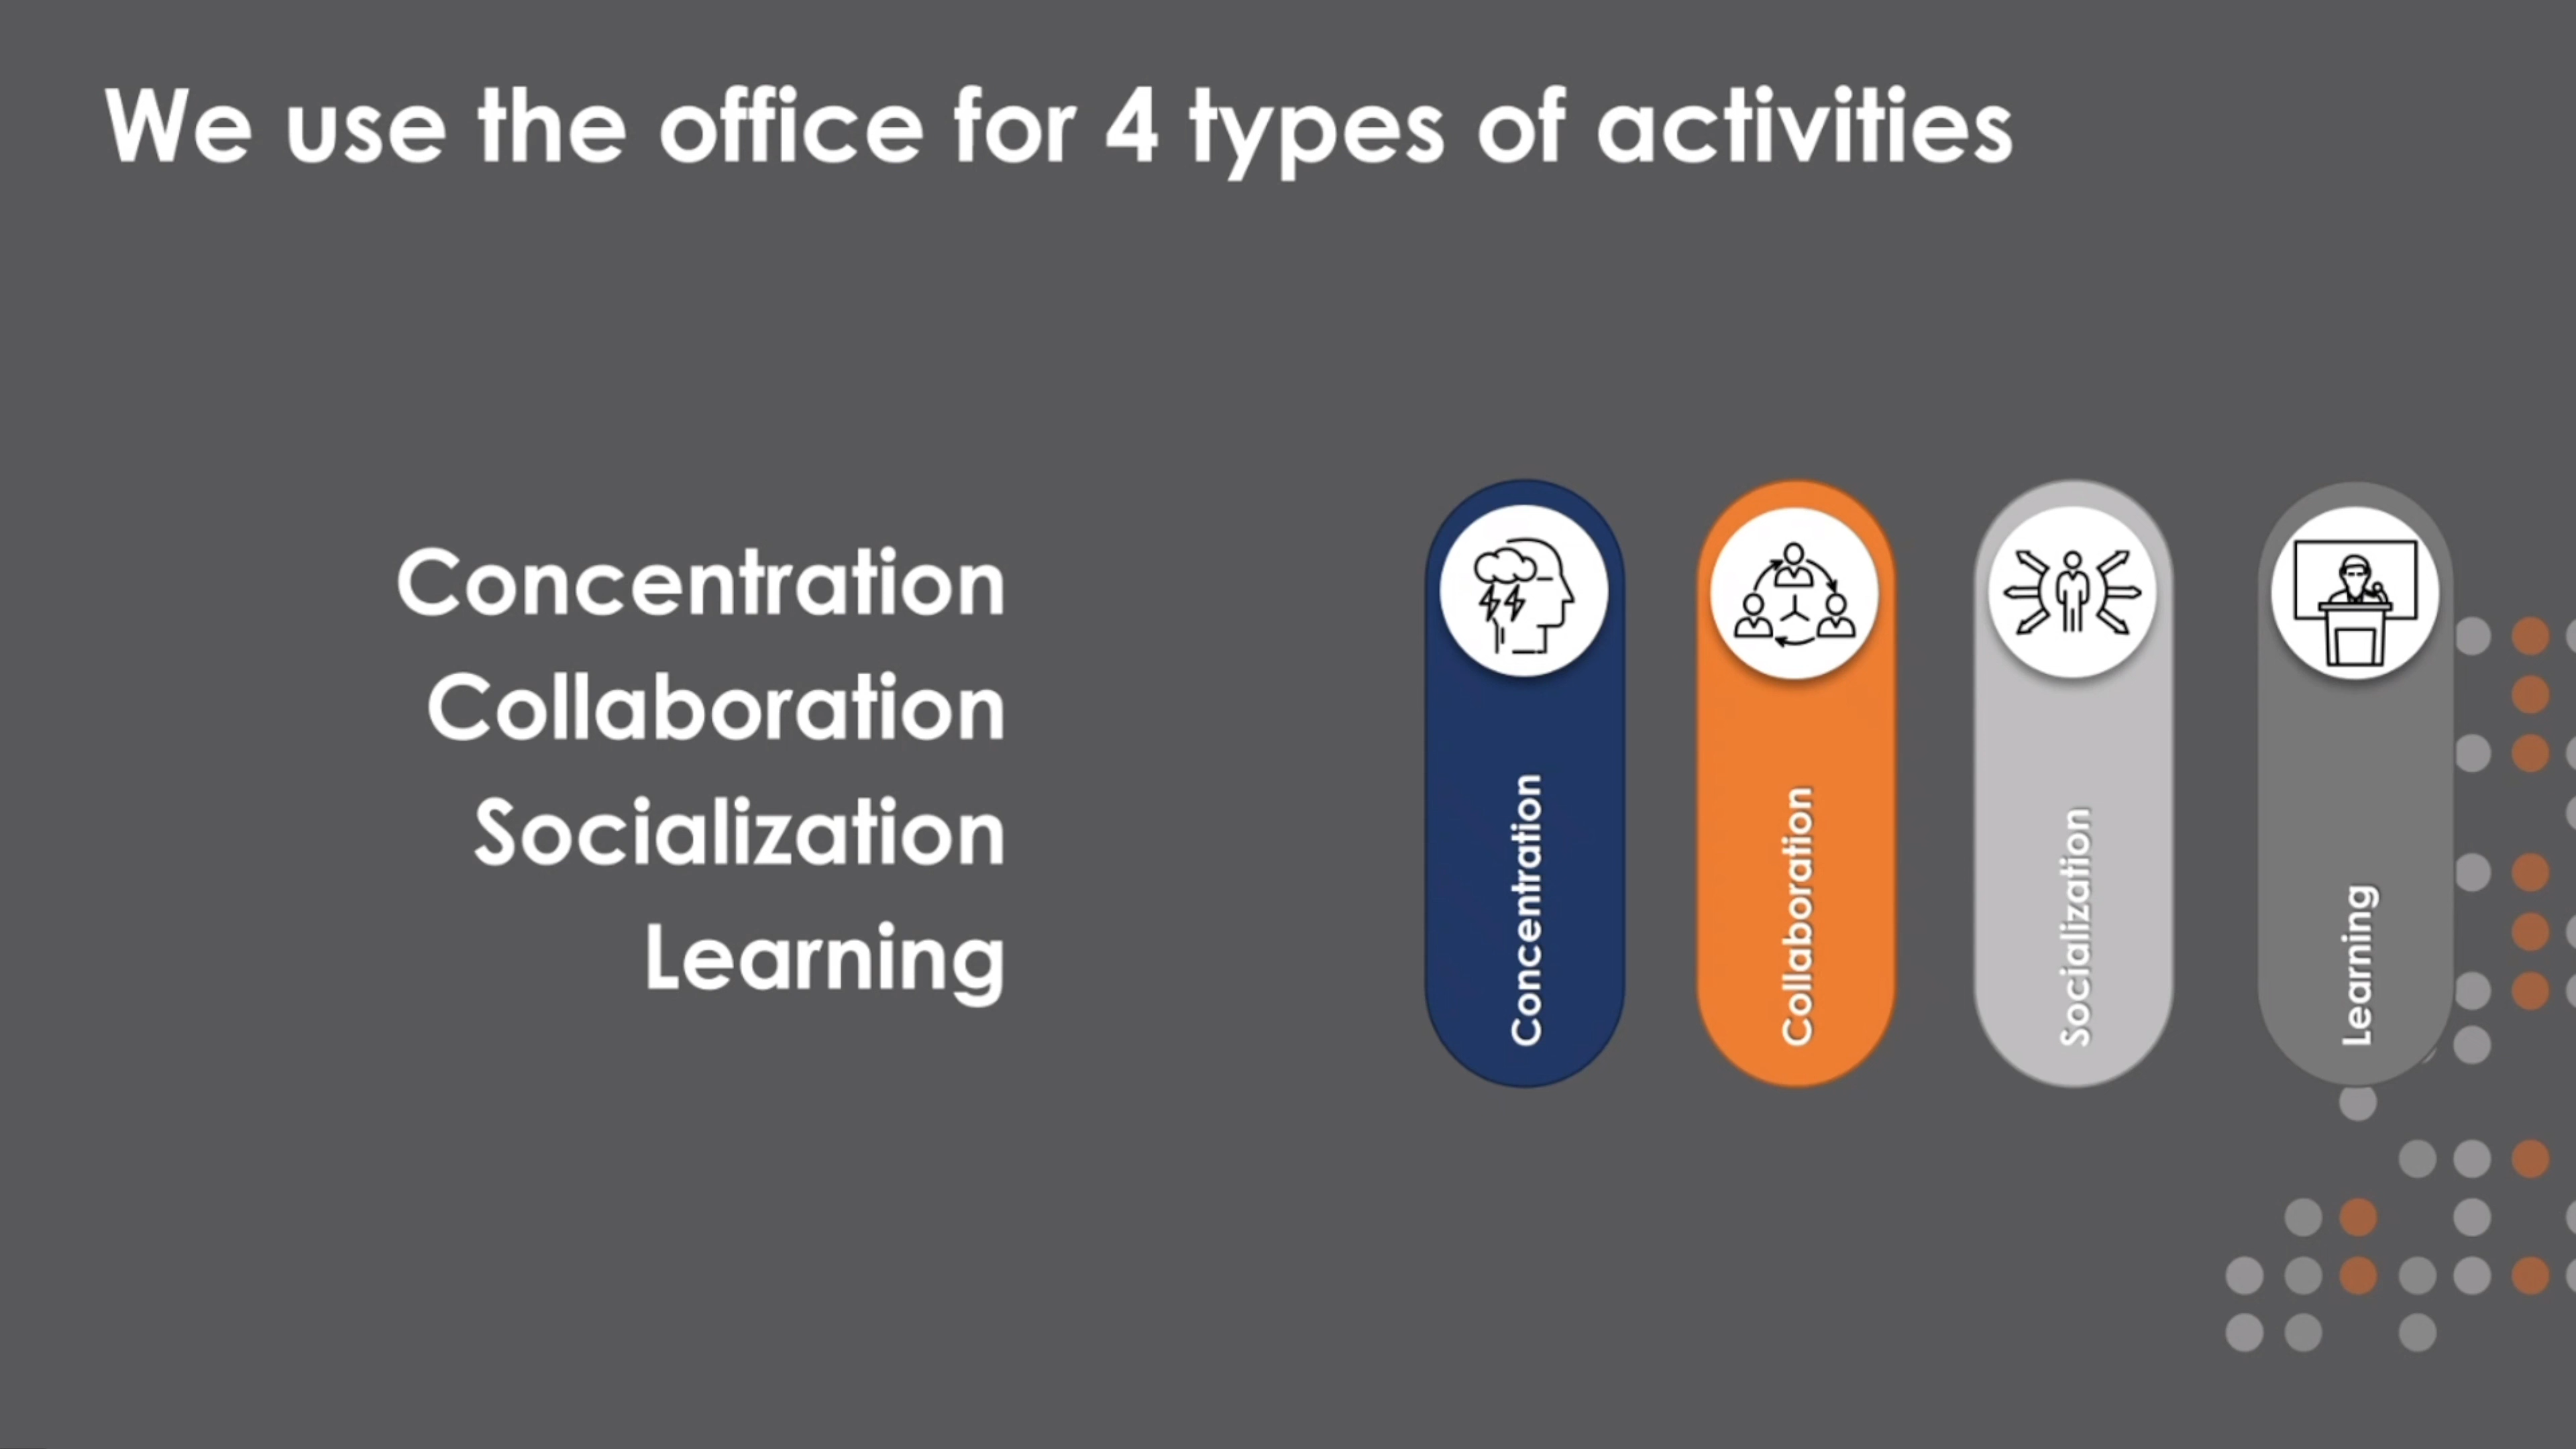 We use the office for 4 types of activities
Concentration
Collaboration
Socialization
Learning
Concentration
Collaboration
Socialization
Learning